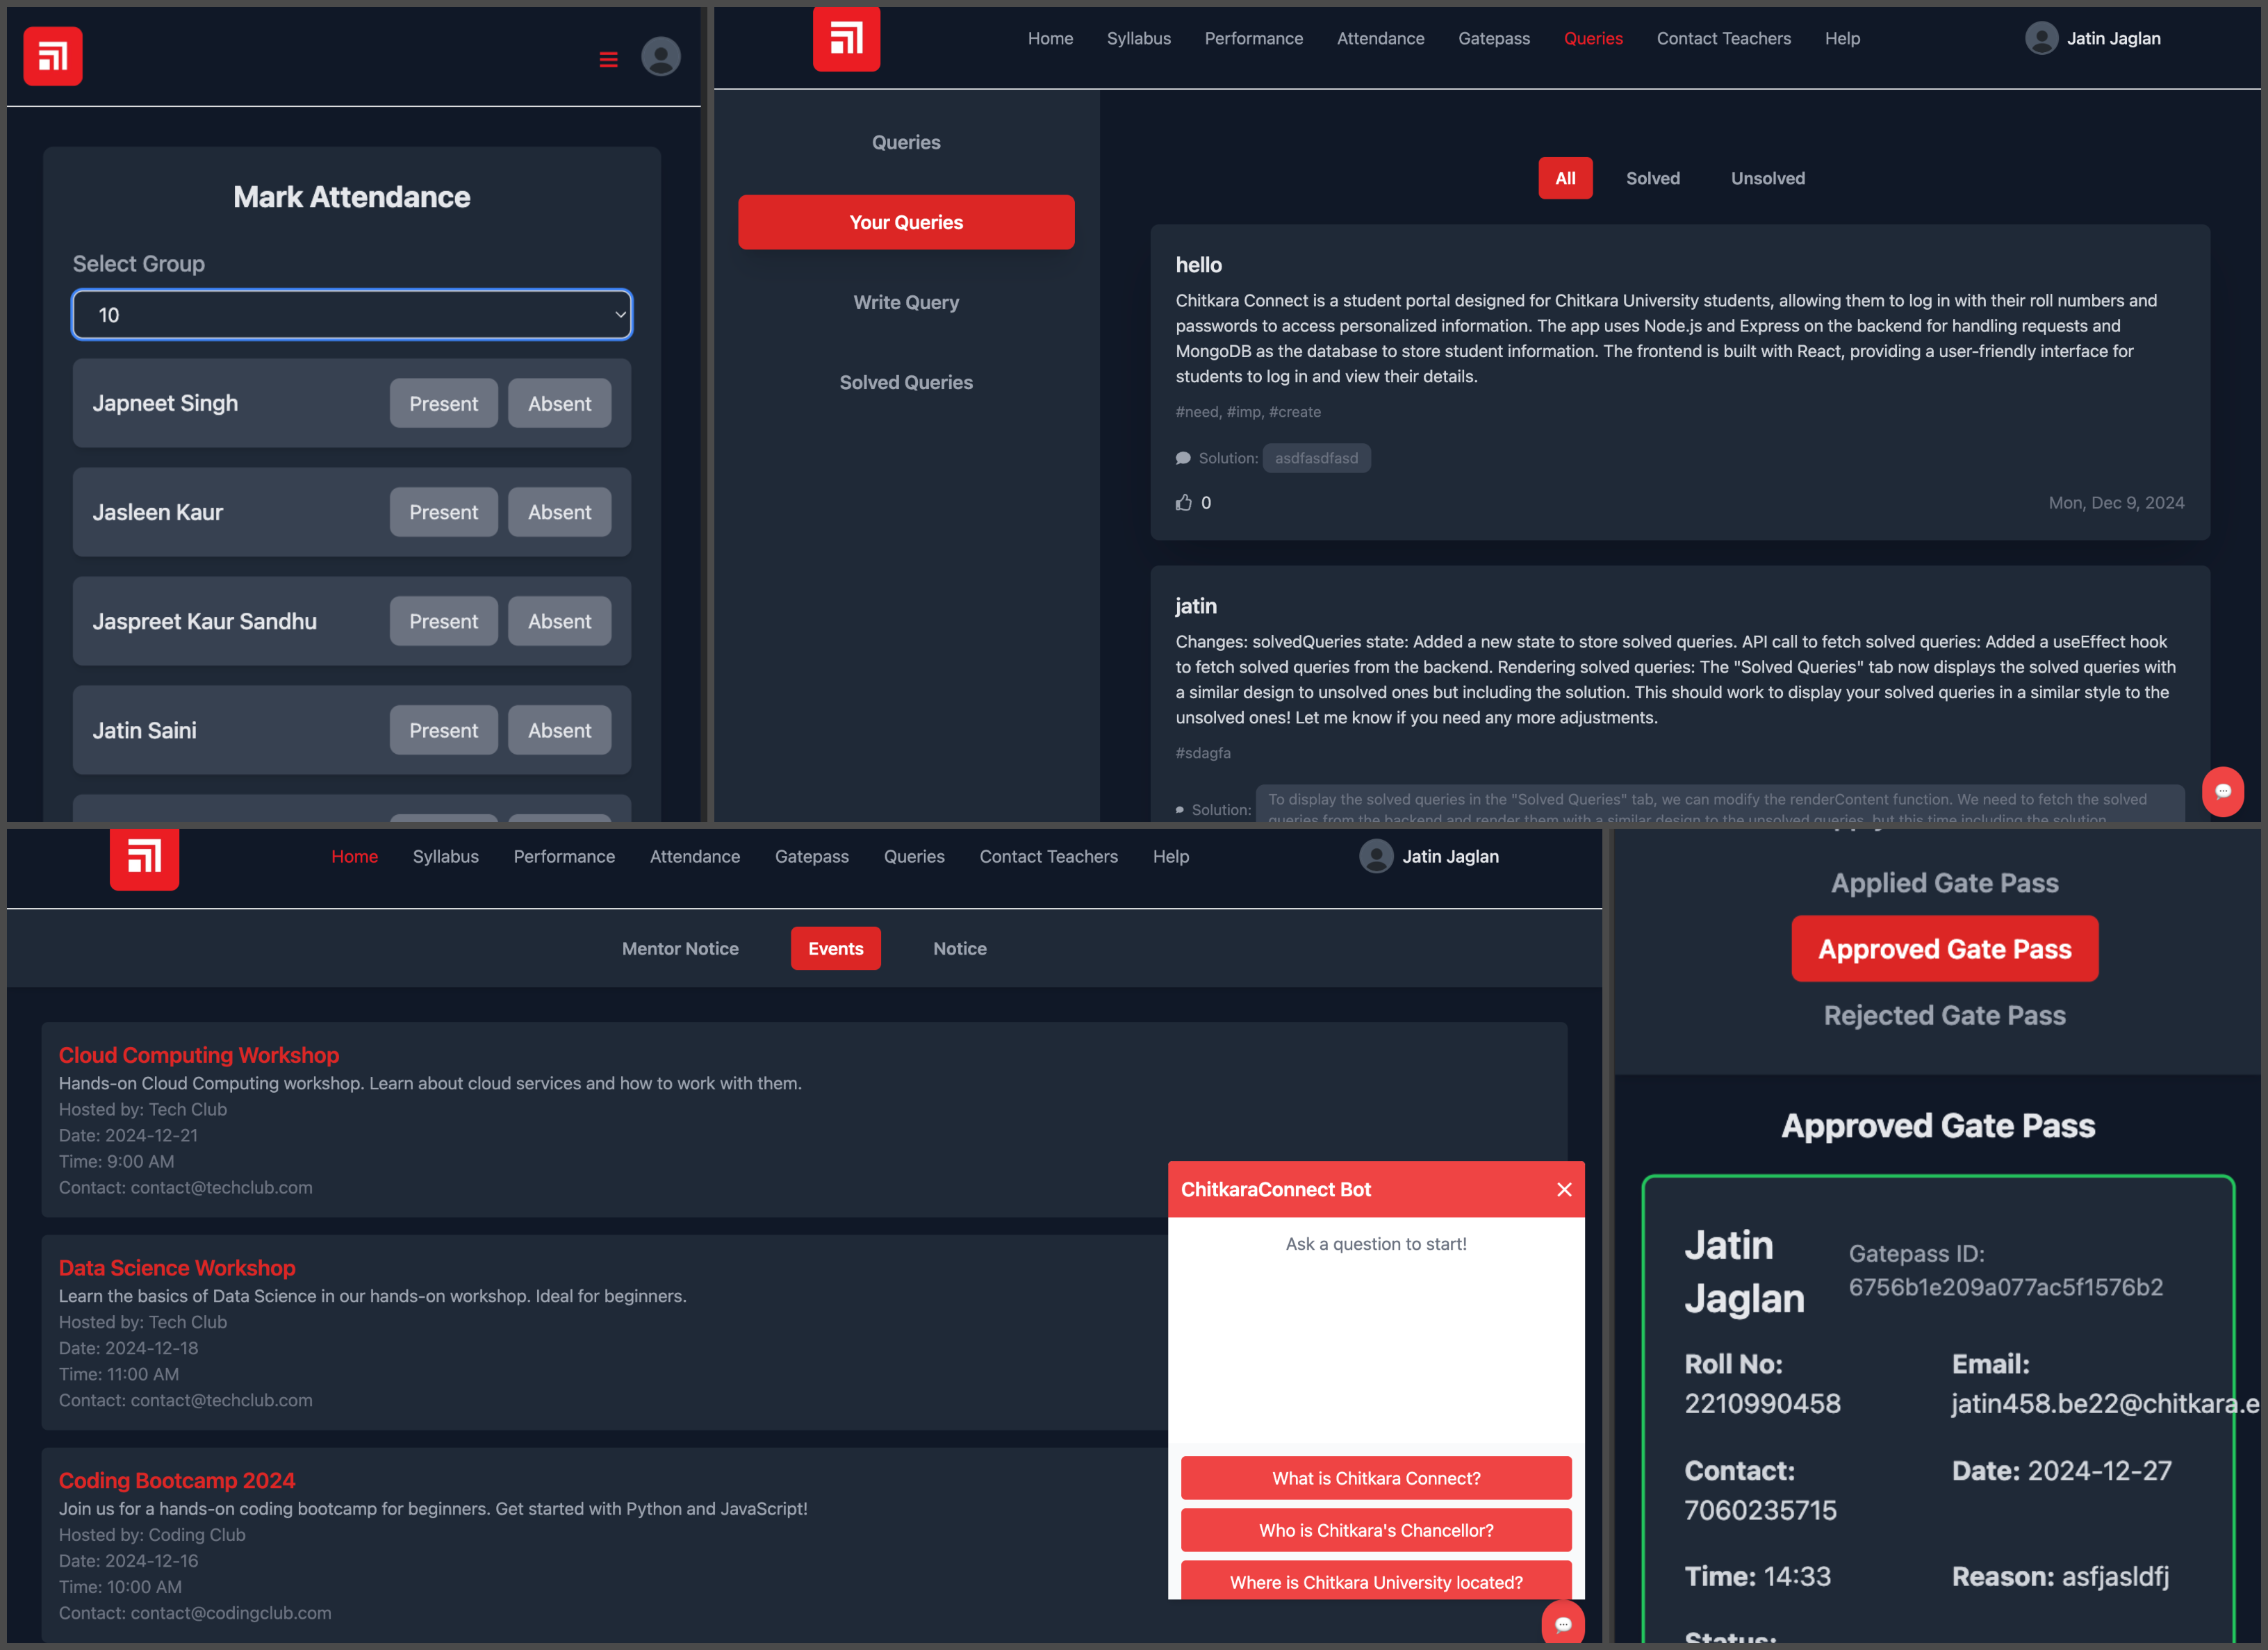 Mark Attendance
Select Group
10
Japneet Singh Present Absent
Jasleen Kaur Present Absent
Jaspreet Kaur Sandhu Present Absent
Jatin Saini Present Absent
Home Syllabus Performance Attendance Gatepass Queries Contact Teachers Help Jatin Jaglan
Queries
Your Queries
Write Query
Solved Queries
All Solved Unsolved
hello
Chitkara Connect is a student portal designed for Chitkara University students, allowing them to log in with their roll numbers and
passwords to access personalized information. The app uses Node.js and Express on the backend for handling requests and
MongoDB as the database to store student information. The frontend is built with React, providing a user-friendly interface for
students to log in and view their details.
#need, #imp, #create
Solution: asdfasdfasd
0 Mon, Dec 9, 2024
jatin
Changes: solvedQueries state: Added a new state to store solved queries. API call to fetch solved queries: Added a useEffect hook
to fetch solved queries from the backend. Rendering solved queries: The "Solved Queries" tab now displays the solved queries with
a similar design to unsolved ones but including the solution. This should work to display your solved queries in a similar style to the
unsolved ones! Let me know if you need any more adjustments.
#sdagfa
Solution: To display the solved queries in the "Solved Queries" tab, we can modify the renderContent function. We need to fetch the solved
queries from the backend and render them with a similar design to the unsolved queries, but this time including the solution
Home Syllabus Performance Attendance Gatepass Queries Contact Teachers Help Jatin Jaglan
Mentor Notice Events Notice
Cloud Computing Workshop
Hands-on Cloud Computing workshop. Learn about cloud services and how to work with them.
Hosted by: Tech Club
Date: 2024-12-21
Time: 9:00 AM
Contact: contact@techclub.com
Data Science Workshop
Learn the basics of Data Science in our hands-on workshop. Ideal for beginners.
Hosted by: Tech Club
Date: 2024-12-18
Time: 11:00 AM
Contact: contact@techclub.com
Coding Bootcamp 2024
Join us for a hands-on coding bootcamp for beginners. Get started with Python and JavaScript!
Hosted by: Coding Club
Date: 2024-12-16
Time: 10:00 AM
Contact: contact@codingclub.com
ChitkaraConnect Bot
Ask a question to start!
What is Chitkara Connect?
Who is Chitkara's Chancellor?
Where is Chitkara University located?
Applied Gate Pass
Approved Gate Pass
Rejected Gate Pass
Approved Gate Pass
Jatin
Jaglan
Gatepass ID:
6756b1e209a077ac5f1576b2
Roll No:
2210990458
Email:
jatin458.be22@chitkara.e
Contact:
7060235715
Date: 2024-12-27
Time: 14:33
Reason: asfjasldfj
Status: